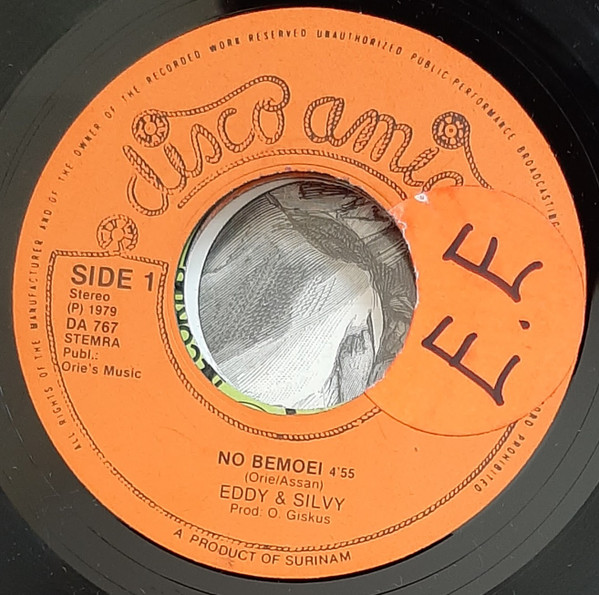 ALL RIGHTS OF THE MANUFACTURER AND OF THE OWNER OF THE RECORDED WORK RESERVED UNAUTHORIZED PUBLIC PERFORMANCE BROADCASTING
PROHIBITED
disco ami
SIDE 1
Stereo
(P) 1979
DA 767
STEMRA
Publ.:
Orie's Music
E.E
NO BEMOEI 4'55
(Orie/Assan)
EDDY & SILVY
Prod: O. Giskus
A PRODUCT OF SURINAM